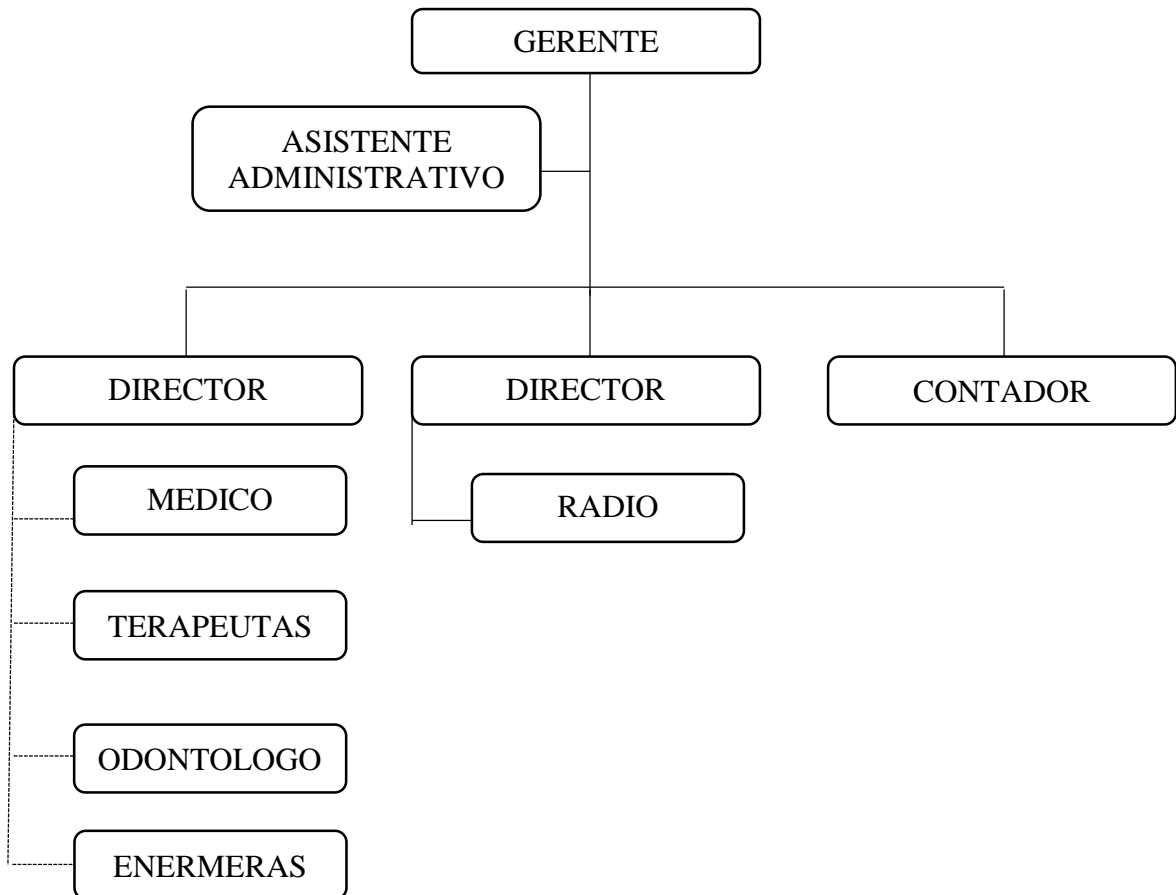 GERENTE
ASISTENTE
ADMINISTRATIVO
DIRECTOR
DIRECTOR
CONTADOR
MEDICO
RADIO
TERAPEUTAS
ODONTOLOGO
ENERMERAS